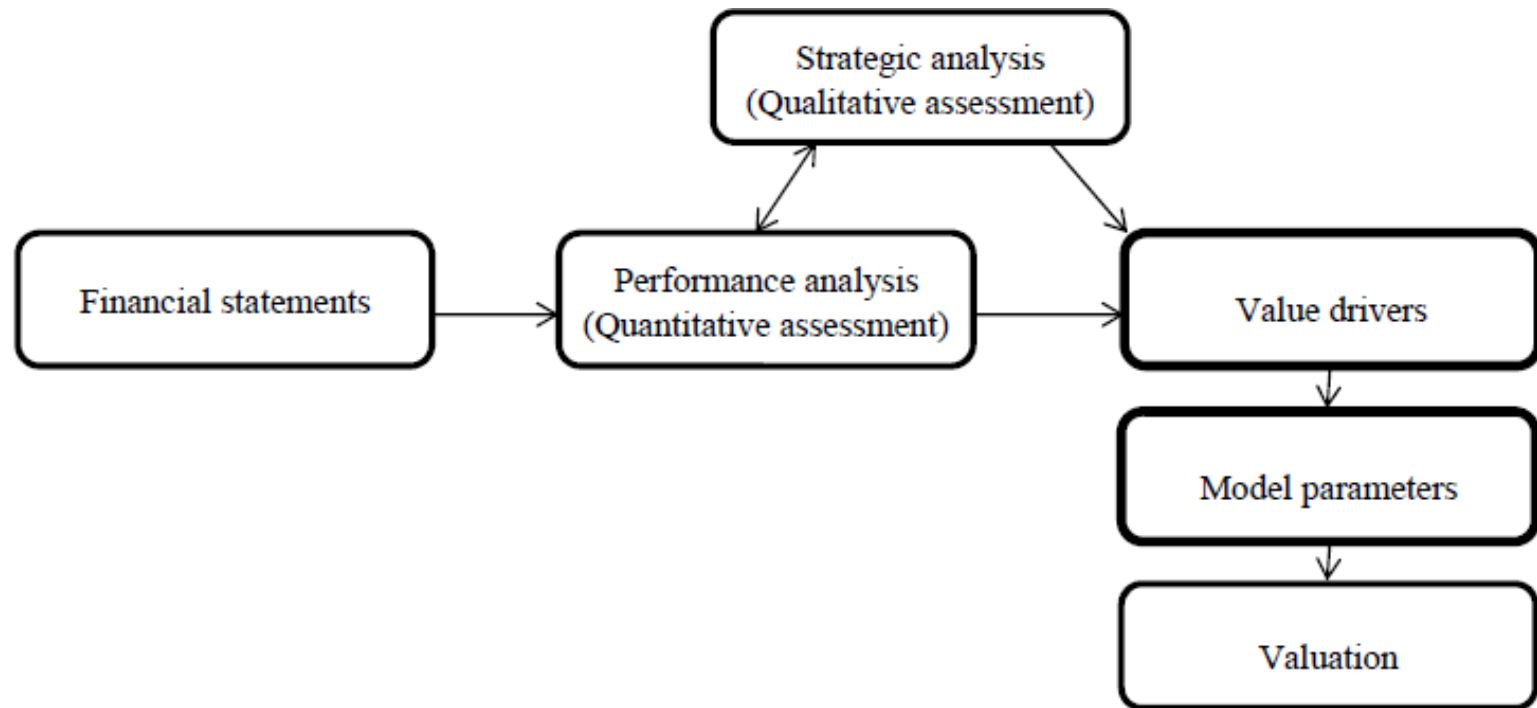 Strategic analysis
(Qualitative assessment)
Financial statements
Performance analysis
(Quantitative assessment)
Value drivers
Model parameters
Valuation